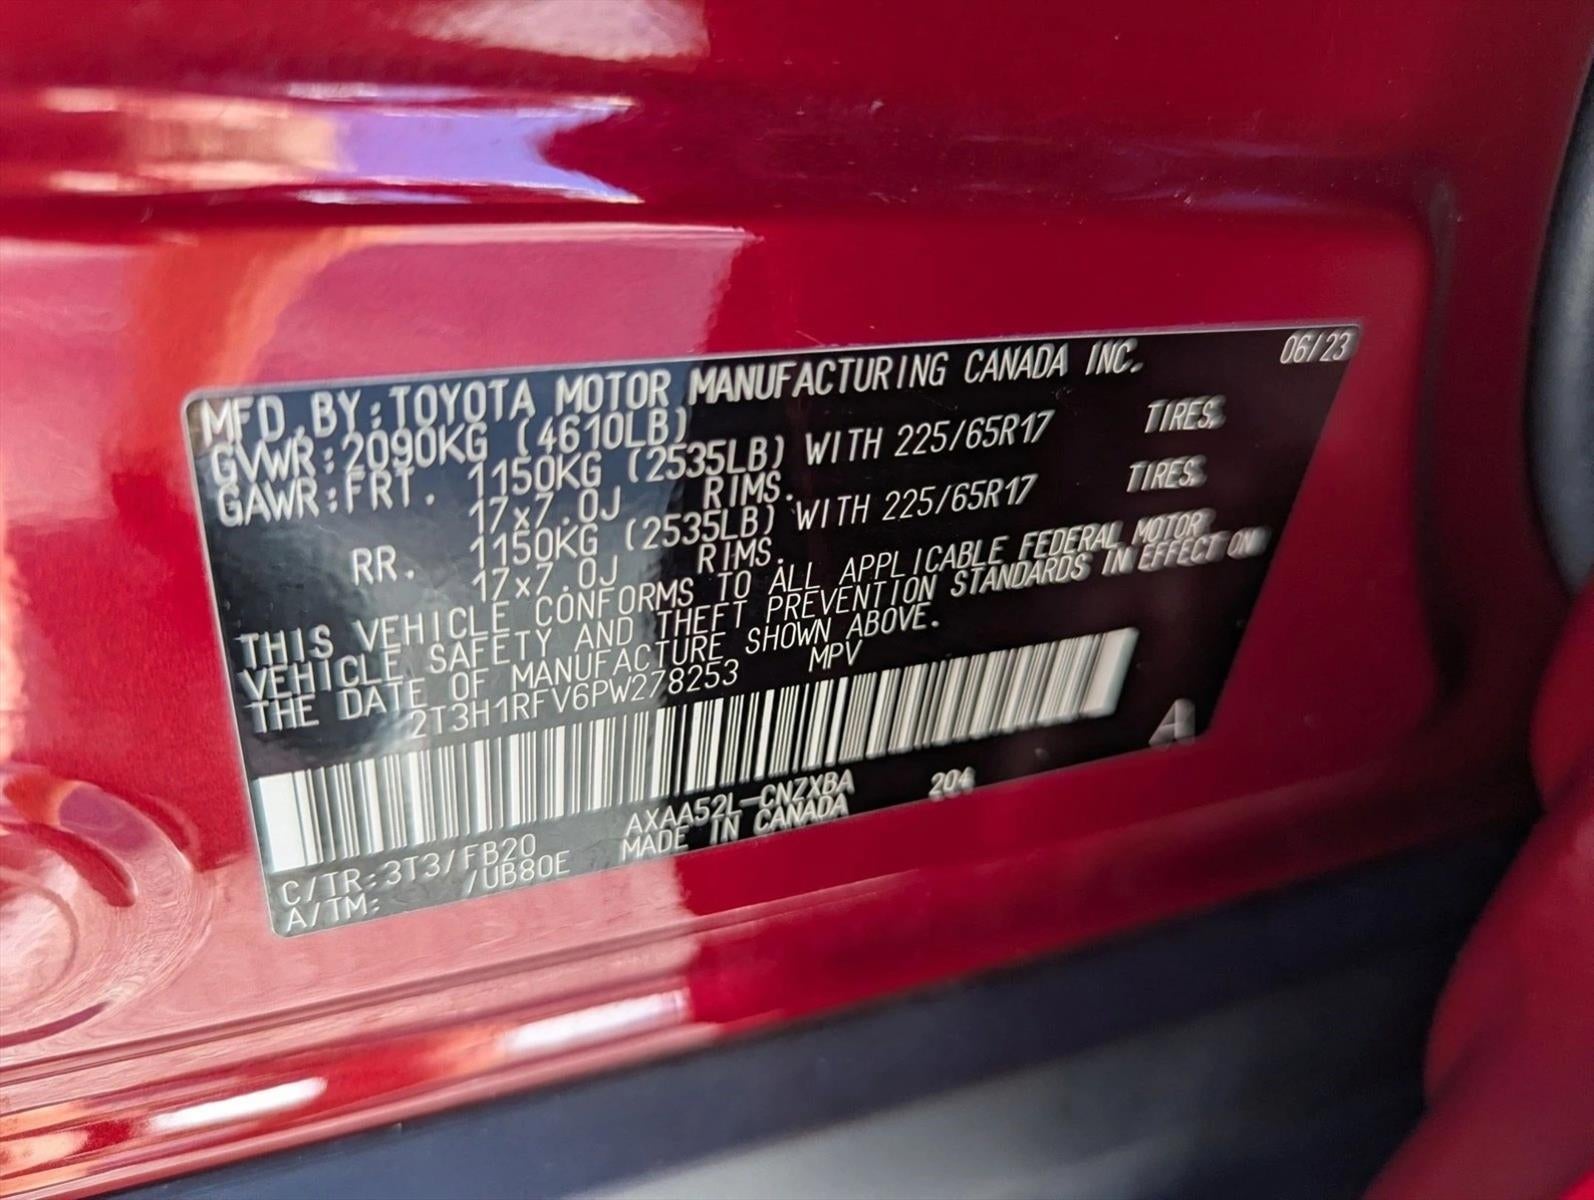 MFD.BY:TOYOTA MOTOR MANUFACTURING CANADA INC. 06/23
GVWR:2090KG (4610LB)
GAWR:FRT. 1150KG (2535LB) WITH 225/65R17 TIRES,
17x7.0J RIMS.
RR. 1150KG (2535LB) WITH 225/65R17 TIRES,
17x7.0J RIMS.
THIS VEHICLE CONFORMS TO ALL APPLICABLE FEDERAL MOTOR
VEHICLE SAFETY AND THEFT PREVENTION STANDARDS IN EFFECT ON
THE DATE OF MANUFACTURE SHOWN ABOVE.
2T3H1RFV6PW278253 MPV
A
AXAA52L-CNZXBA 204
C/TR:3T3/FB20 MADE IN CANADA
A/TM: /UB80E